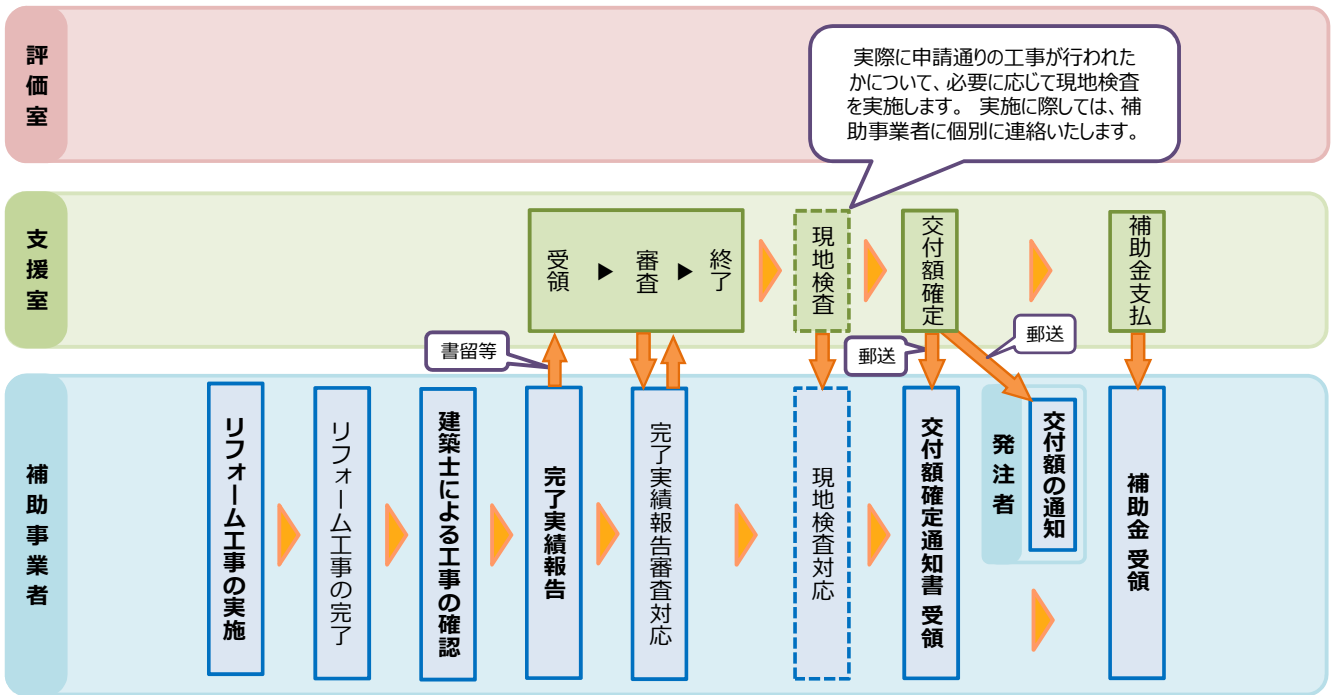 評価室
実際に申請通りの工事が行われた
かについて、必要に応じて現地検査
を実施します。 実施に際しては、補
助事業者に個別に連絡いたします。
支援室
受領 ▶ 審査 ▶ 終了
現地検査
交付額確定
補助金支払
書留等
郵送
郵送
補助事業者
リフォーム工事の実施
リフォーム工事の完了
建築士による工事の確認
完了実績報告
完了実績報告審査対応
現地検査対応
交付額確定通知書 受領
発注者
交付額の通知
補助金 受領